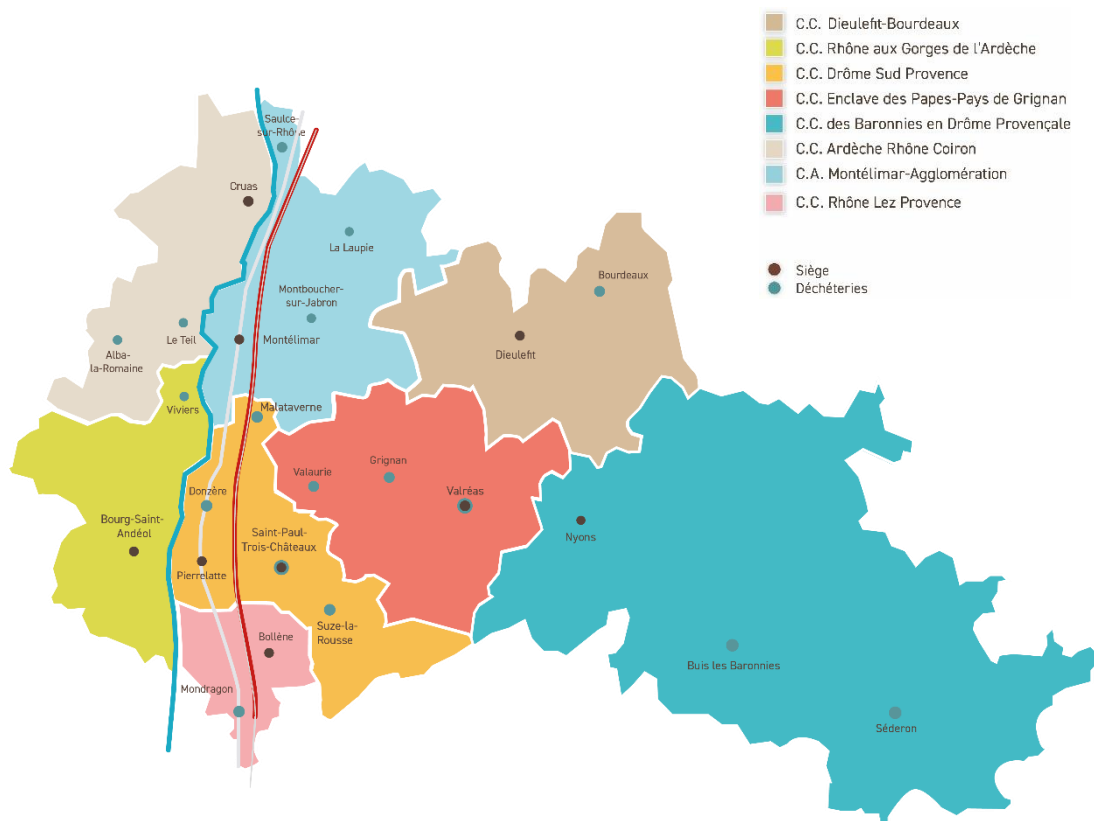 C.C. Dieulefit-Bourdeaux
C.C. Rhône aux Gorges de l'Ardèche
C.C. Drôme Sud Provence
C.C. Enclave des Papes-Pays de Grignan
C.C. des Baronnies en Drôme Provençale
C.C. Ardèche Rhône Coiron
C.A. Montélimar-Agglomération
C.C. Rhône Lez Provence
Siège
Déchéteries
Saulce-
sur-Rhône
Cruas
La Laupie
Bourdeaux
Montboucher-
sur-Jabron
Le Teil
Montélimar
Dieulefit
Alba-
la-Romaine
Viviers
Malataverne
Grignan
Valaurie
Donzère
Valréas
Bourg-Saint-
Andéol
Saint-Paul-
Trois-Châteaux
Nyons
Pierrelatte
Suze-la-
Rousse
Bollène
Buis les Baronnies
Mondragon
Séderon